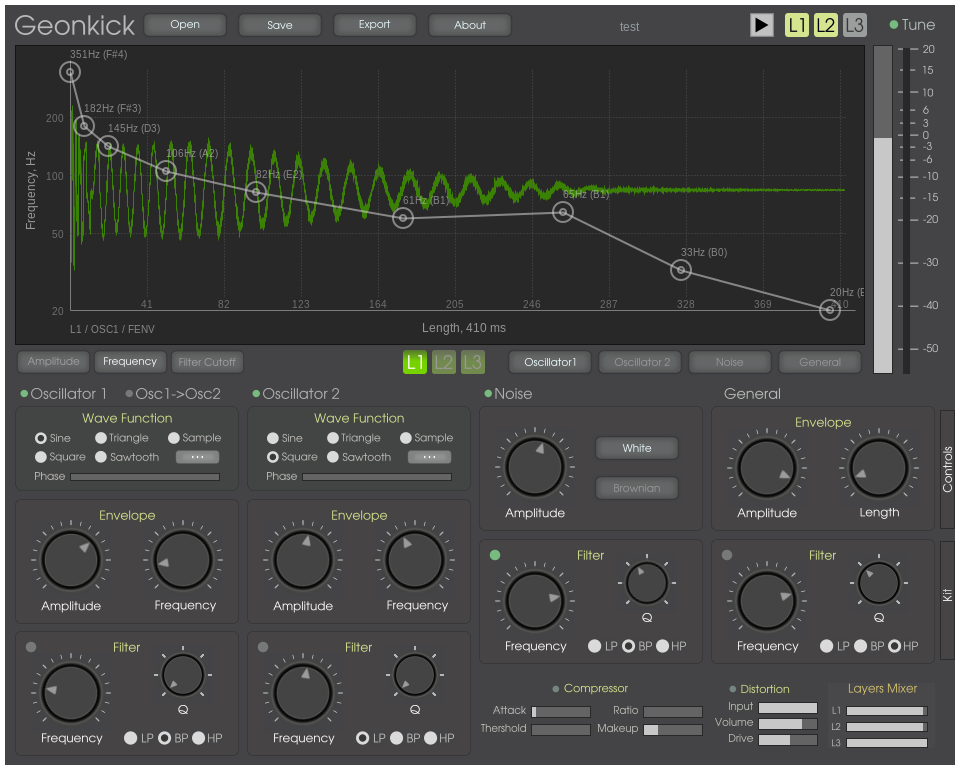 Geonkick Open Save Export About test L1 L2 L3 Tune
351Hz (F#4)
182Hz (F#3)
145Hz (D3)
106Hz (A2)
82Hz (E2)
61Hz (B1)
65Hz (B1)
33Hz (B0)
20Hz (E
Frequency, Hz
200
100
50
20
41 82 123 164 205 246 287 328 369 410
L1 / OSC1 / FENV
Length, 410 ms
20
15
10
6
3
0
-3
-6
-10
-15
-20
-30
-40
-50
Amplitude Frequency Filter Cutoff L1 L2 L3 Oscillator1 Oscillator 2 Noise General
Oscillator 1 Osc1->Osc2
Wave Function
Sine Triangle Sample
Square Sawtooth ...
Phase
Envelope
Amplitude Frequency
Filter
Q
Frequency LP BP HP
Oscillator 2
Wave Function
Sine Triangle Sample
Square Sawtooth ...
Phase
Envelope
Amplitude Frequency
Filter
Q
Frequency LP BP HP
Noise
White
Brownian
Amplitude
Filter
Q
Frequency LP BP HP
General
Envelope
Amplitude Length
Filter
Q
Frequency LP BP HP
Controls
Kit
Compressor
Attack Ratio
Thershold Makeup
Distortion
Input
Volume
Drive
Layers Mixer
L1
L2
L3